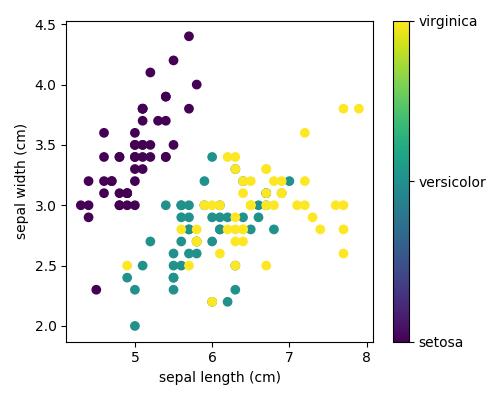 4.5
4.0
3.5
3.0
2.5
2.0
sepal width (cm)
5 6 7 8
sepal length (cm)
virginica
versicolor
setosa